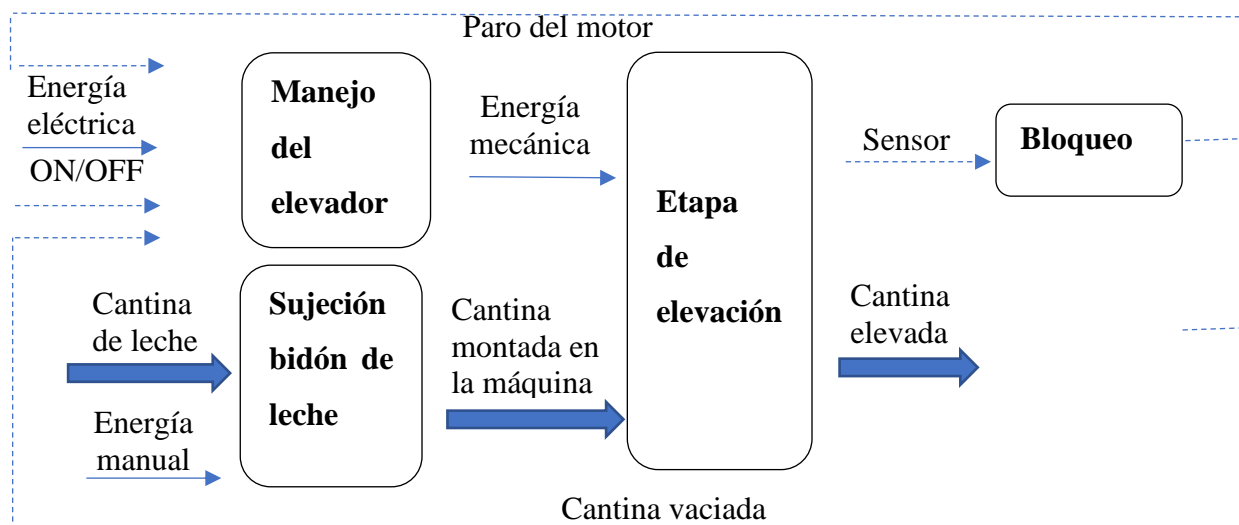 Paro del motor
Energía
eléctrica
ON/OFF
Manejo
del
elevador
Energía
mecánica
Etapa
de
elevación
Sensor
Bloqueo
Cantina
de leche
Energía
manual
Sujeción
bidón de
leche
Cantina
montada en
la máquina
Cantina
elevada
Cantina vaciada